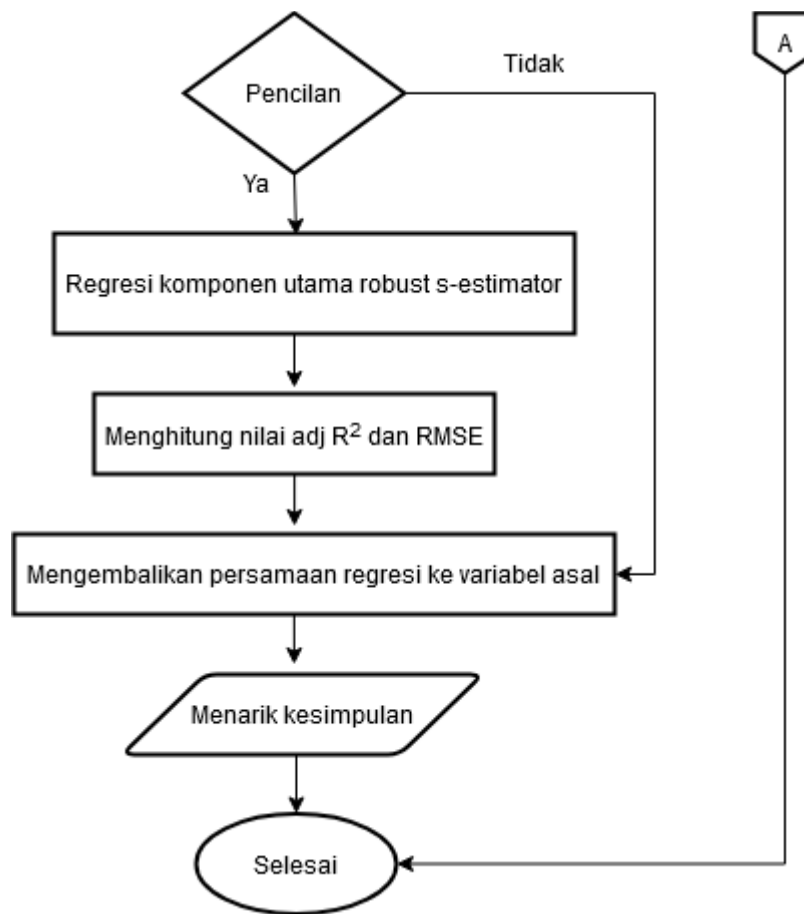 Pencilan
Tidak
A
Ya
Regresi komponen utama robust s-estimator
Menghitung nilai adj R² dan RMSE
Mengembalikan persamaan regresi ke variabel asal
Menarik kesimpulan
Selesai